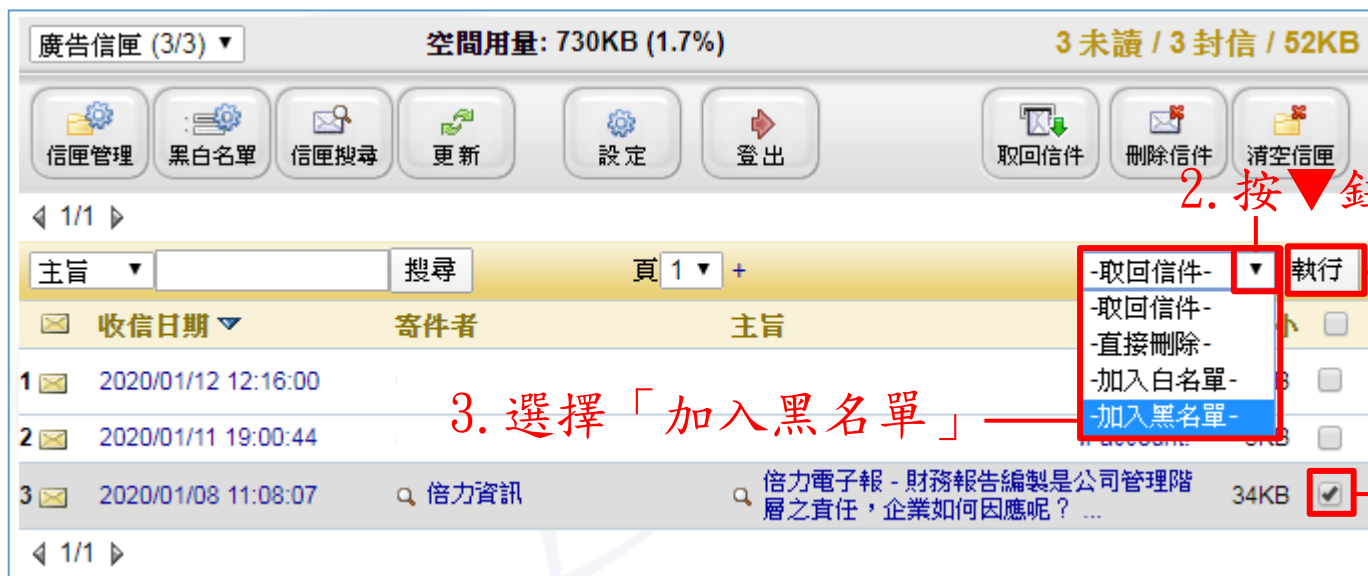 廣告信匣 (3/3) ▼ 空間用量: 730KB (1.7%) 3 未讀 / 3 封信 / 52KB
信匣管理 黑白名單 信匣搜尋 更新 設定 登出 取回信件 刪除信件 清空信匣
1/1
2. 按▼
主旨 ▼ 搜尋 頁 1 ▼ + -取回信件- ▼ 執行
-取回信件-
-直接刪除-
-加入白名單-
-加入黑名單-
收信日期 寄件者 主旨
1 2020/01/12 12:16:00
3. 選擇「加入黑名單」
2 2020/01/11 19:00:44
3 2020/01/08 11:08:07 倍力資訊 倍力電子報 - 財務報告編製是公司管理階
層之責任，企業如何因應呢？ ... 34KB
1/1